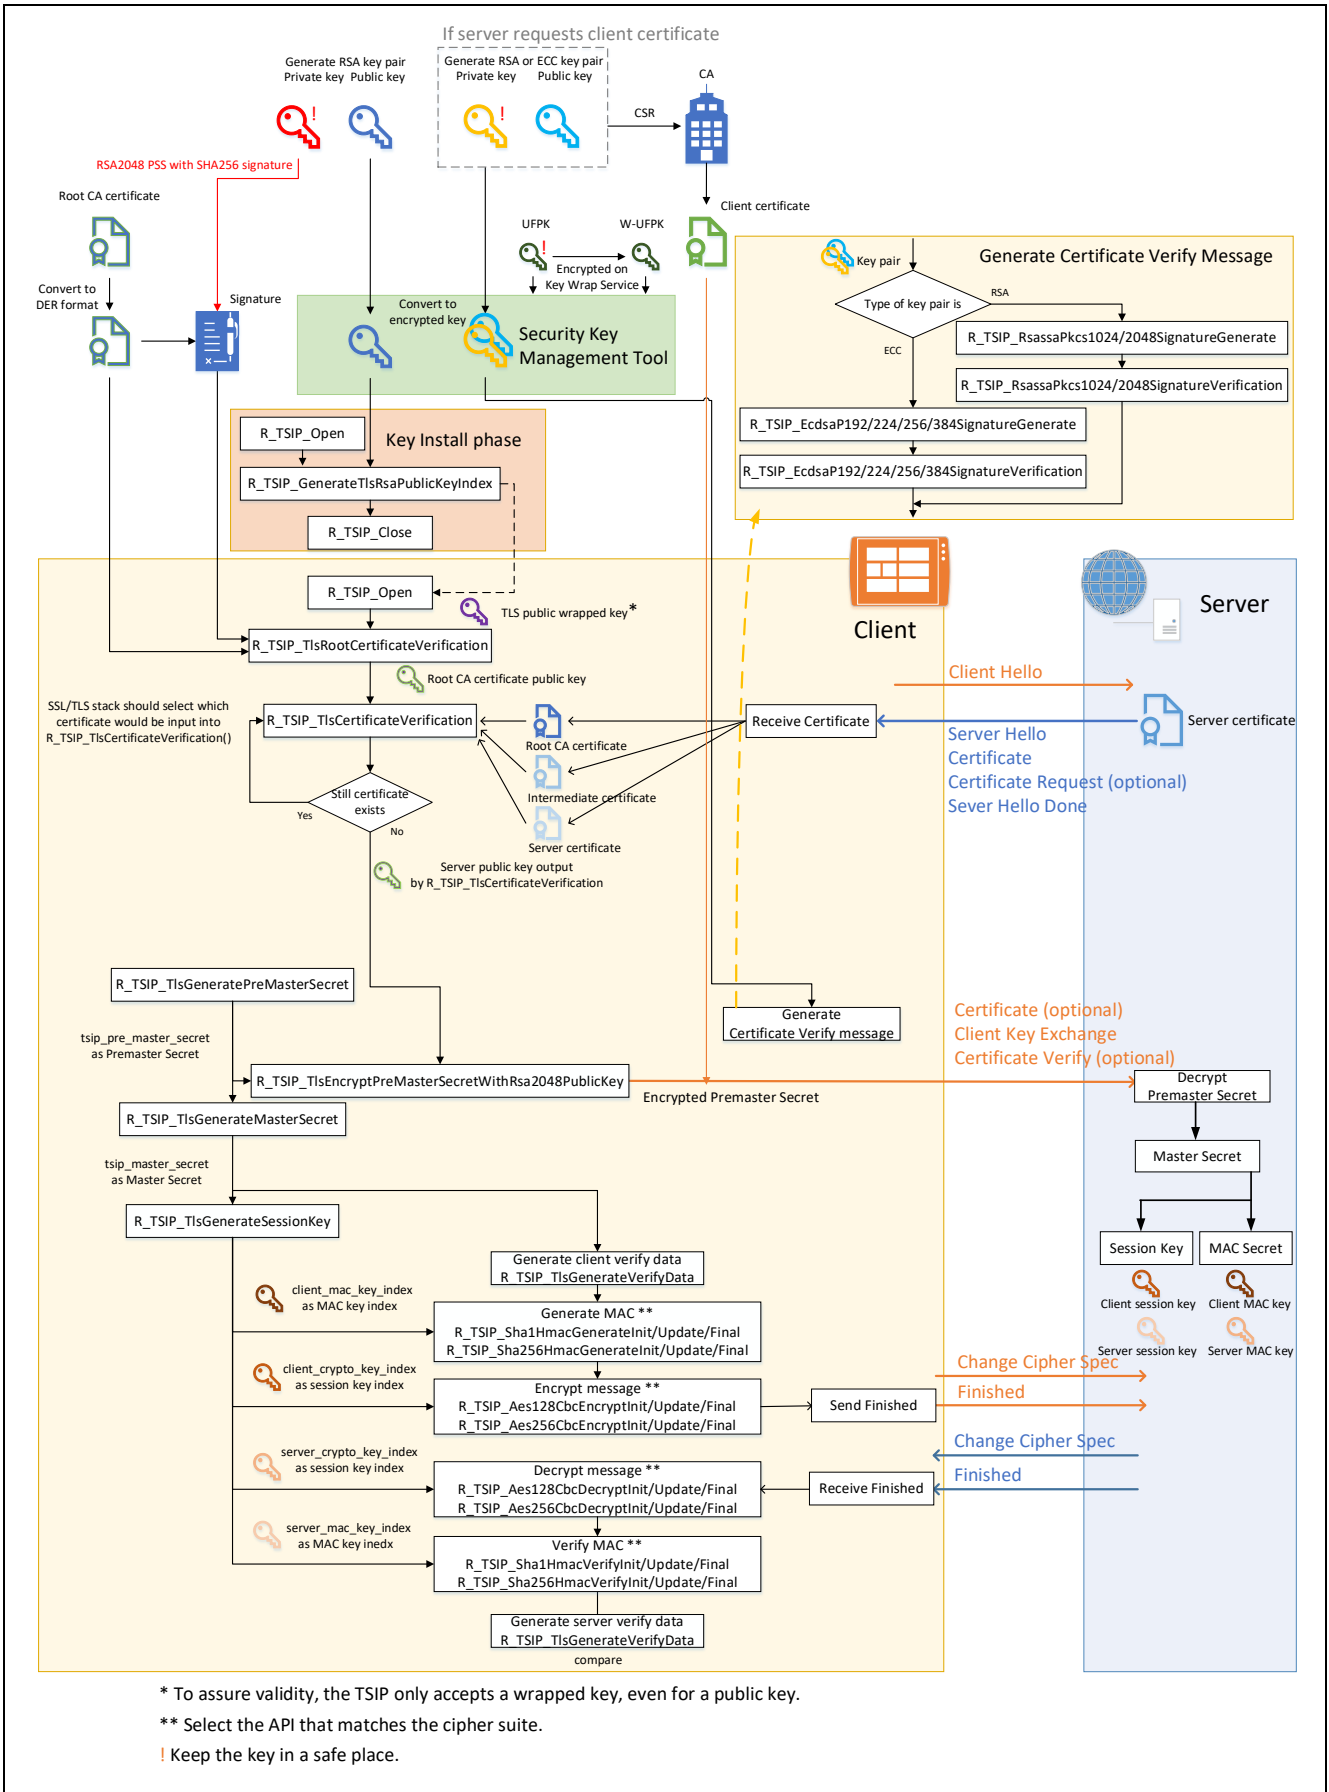 If server requests client certificate
Generate RSA key pair
Private key  Public key
Generate RSA or ECC key pair
Private key  Public key
CA
CSR
RSA2048 PSS with SHA256 signature
Root CA certificate
Client certificate
UFPK
W-UFPK
Encrypted on
Key Wrap Service
Convert to
DER format
Signature
Convert to
encrypted key
Security Key
Management Tool
Key pair
Generate Certificate Verify Message
Type of key pair is
RSA
ECC
R_TSIP_RsassaPkcs1024/2048SignatureGenerate
R_TSIP_RsassaPkcs1024/2048SignatureVerification
R_TSIP_EcdsaP192/224/256/384SignatureGenerate
R_TSIP_EcdsaP192/224/256/384SignatureVerification
R_TSIP_Open
Key Install phase
R_TSIP_GenerateTlsRsaPublicKeyIndex
R_TSIP_Close
R_TSIP_Open
TLS public wrapped key*
Client
Server
R_TSIP_TlsRootCertificateVerification
Root CA certificate public key
Client Hello
SSL/TLS stack should select which
certificate would be input into
R_TSIP_TlsCertificateVerification()
R_TSIP_TlsCertificateVerification
Receive Certificate
Server certificate
Root CA certificate
Server Hello
Certificate
Certificate Request (optional)
Sever Hello Done
Still certificate
exists
Intermediate certificate
Yes
No
Server certificate
Server public key output
by R_TSIP_TlsCertificateVerification
R_TSIP_TlsGeneratePreMasterSecret
Generate
Certificate Verify message
Certificate (optional)
Client Key Exchange
Certificate Verify (optional)
tsip_pre_master_secret
as Premaster Secret
R_TSIP_TlsEncryptPreMasterSecretWithRsa2048PublicKey
Encrypted Premaster Secret
Decrypt
Premaster Secret
R_TSIP_TlsGenerateMasterSecret
Master Secret
tsip_master_secret
as Master Secret
R_TSIP_TlsGenerateSessionKey
Session Key
MAC Secret
Generate client verify data
R_TSIP_TlsGenerateVerifyData
client_mac_key_index
as MAC key index
Client session key
Client MAC key
Generate MAC **
R_TSIP_Sha1HmacGenerateInit/Update/Final
R_TSIP_Sha256HmacGenerateInit/Update/Final
Server session key
Server MAC key
client_crypto_key_index
as session key index
Encrypt message **
R_TSIP_Aes128CbcEncryptInit/Update/Final
R_TSIP_Aes256CbcEncryptInit/Update/Final
Send Finished
Change Cipher Spec
Finished
server_crypto_key_index
as session key index
Decrypt message **
R_TSIP_Aes128CbcDecryptInit/Update/Final
R_TSIP_Aes256CbcDecryptInit/Update/Final
Receive Finished
Change Cipher Spec
Finished
server_mac_key_index
as MAC key inedx
Verify MAC **
R_TSIP_Sha1HmacVerifyInit/Update/Final
R_TSIP_Sha256HmacVerifyInit/Update/Final
Generate server verify data
R_TSIP_TlsGenerateVerifyData
compare
* To assure validity, the TSIP only accepts a wrapped key, even for a public key.
** Select the API that matches the cipher suite.
! Keep the key in a safe place.